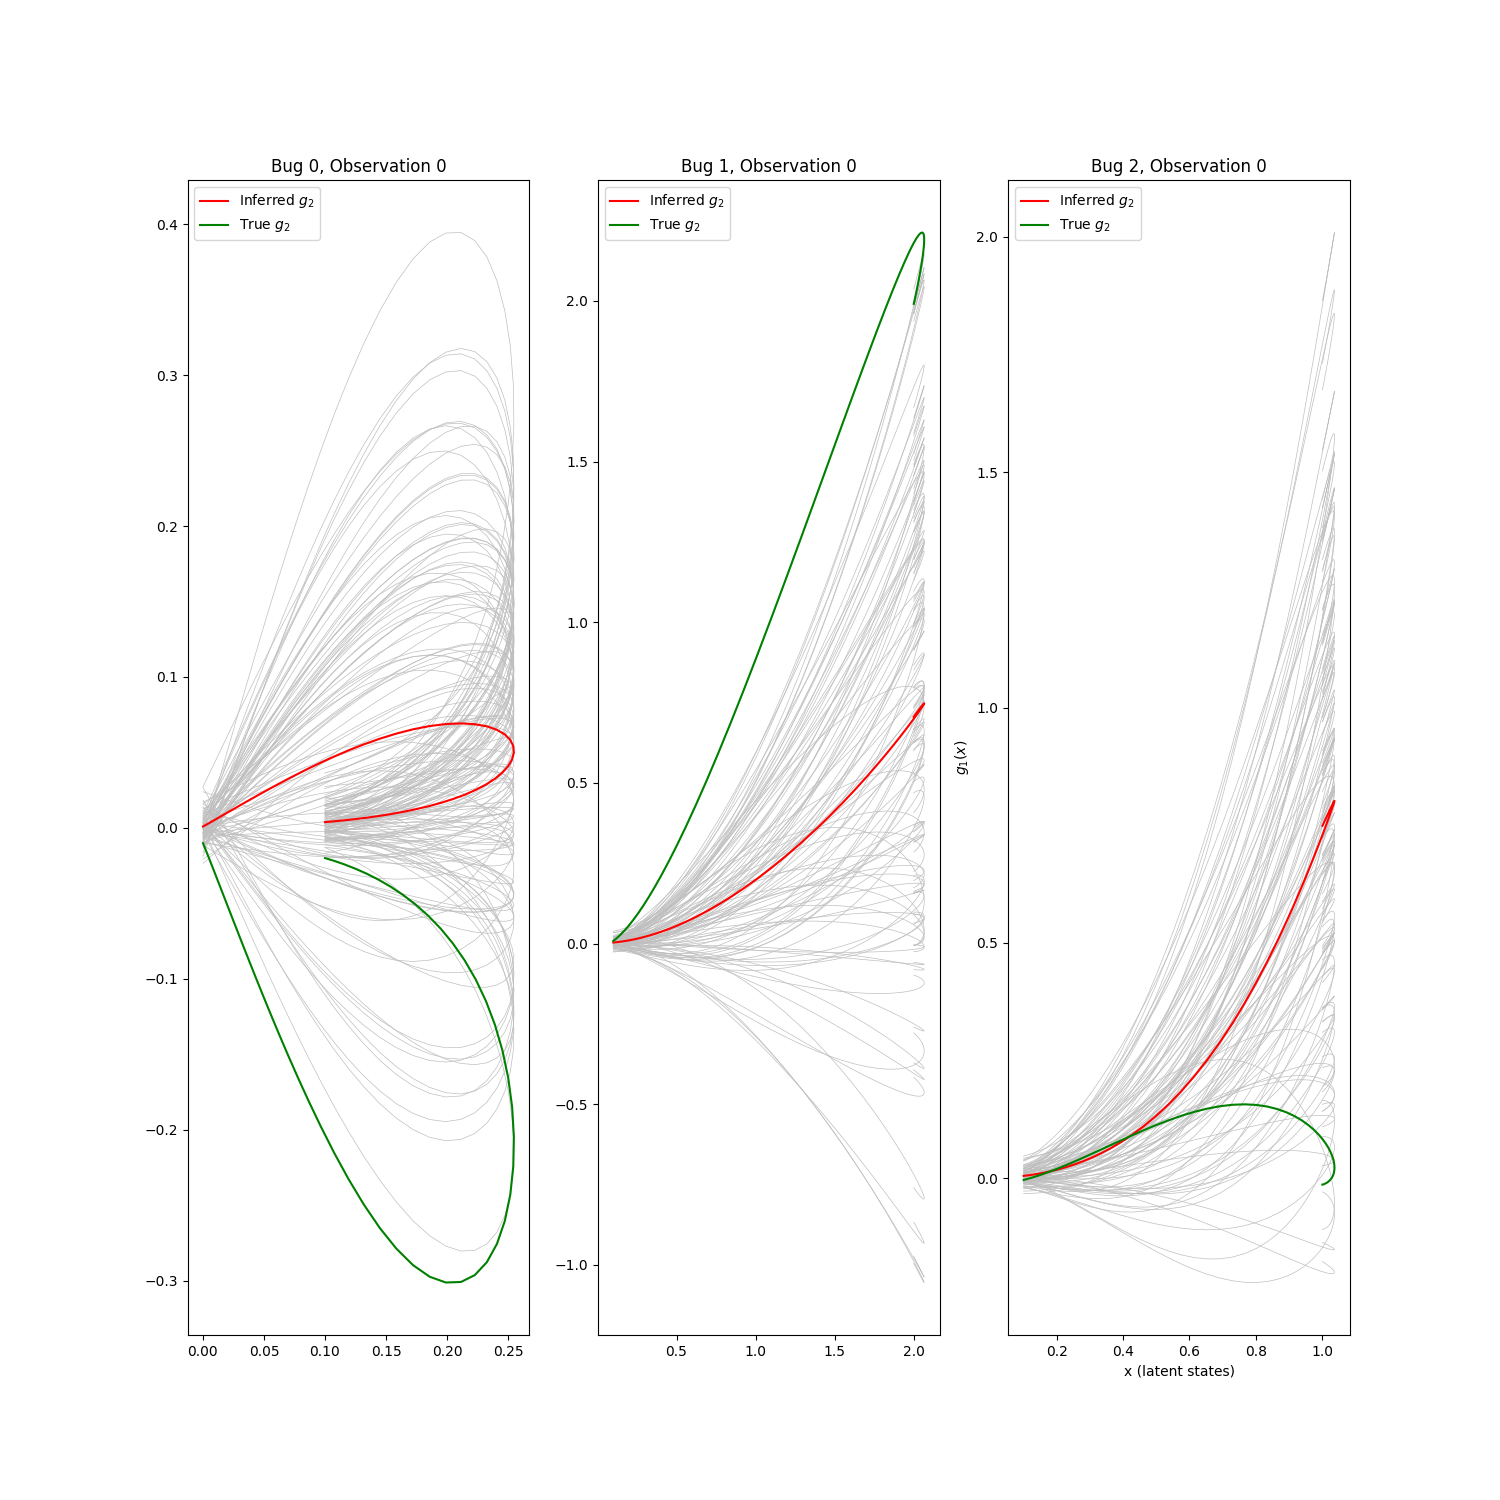 Bug 0, Observation 0
Inferred g₂
True g₂
0.4
0.3
0.2
0.1
0.0
−0.1
−0.2
−0.3
0.00 0.05 0.10 0.15 0.20 0.25
Bug 1, Observation 0
Inferred g₂
True g₂
2.0
1.5
1.0
0.5
0.0
−0.5
−1.0
0.5 1.0 1.5 2.0
Bug 2, Observation 0
Inferred g₂
True g₂
g₁(x)
2.0
1.5
1.0
0.5
0.0
0.2 0.4 0.6 0.8 1.0
x (latent states)